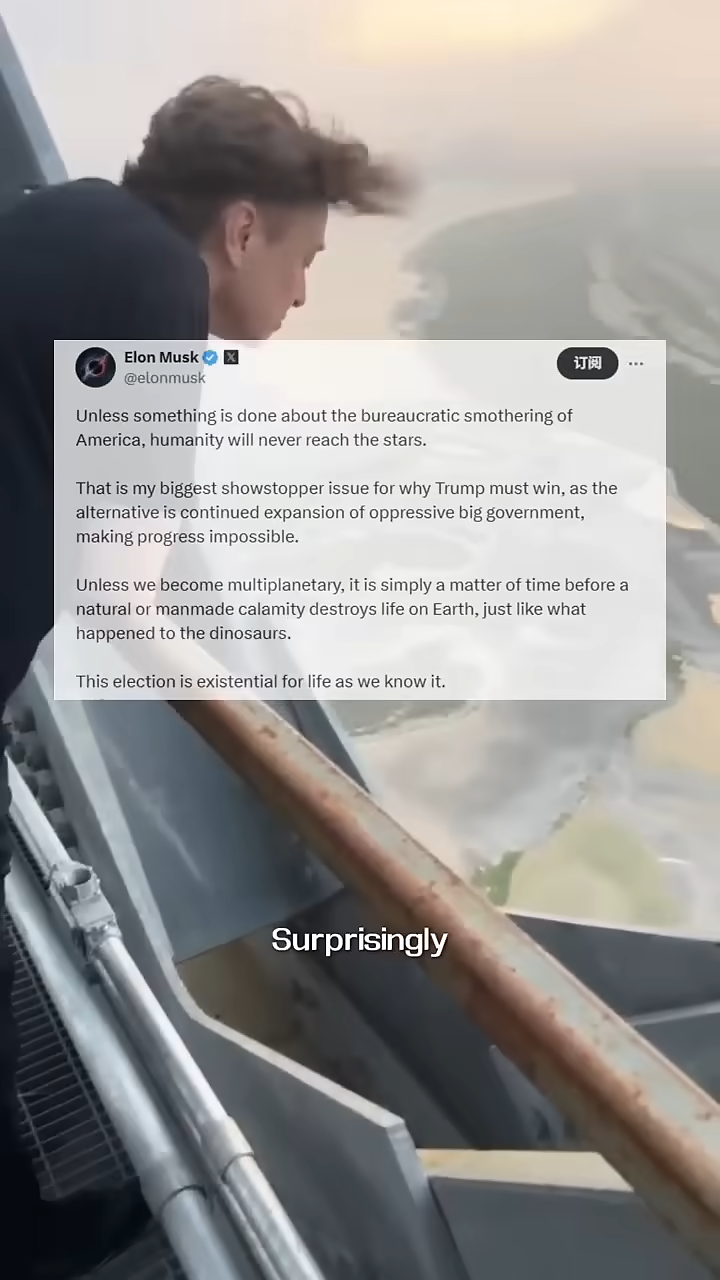 Elon Musk
@elonmusk
订阅
Unless something is done about the bureaucratic smothering of
America, humanity will never reach the stars.
That is my biggest showstopper issue for why Trump must win, as the
alternative is continued expansion of oppressive big government,
making progress impossible.
Unless we become multiplanetary, it is simply a matter of time before a
natural or manmade calamity destroys life on Earth, just like what
happened to the dinosaurs.
This election is existential for life as we know it.
Surprisingly